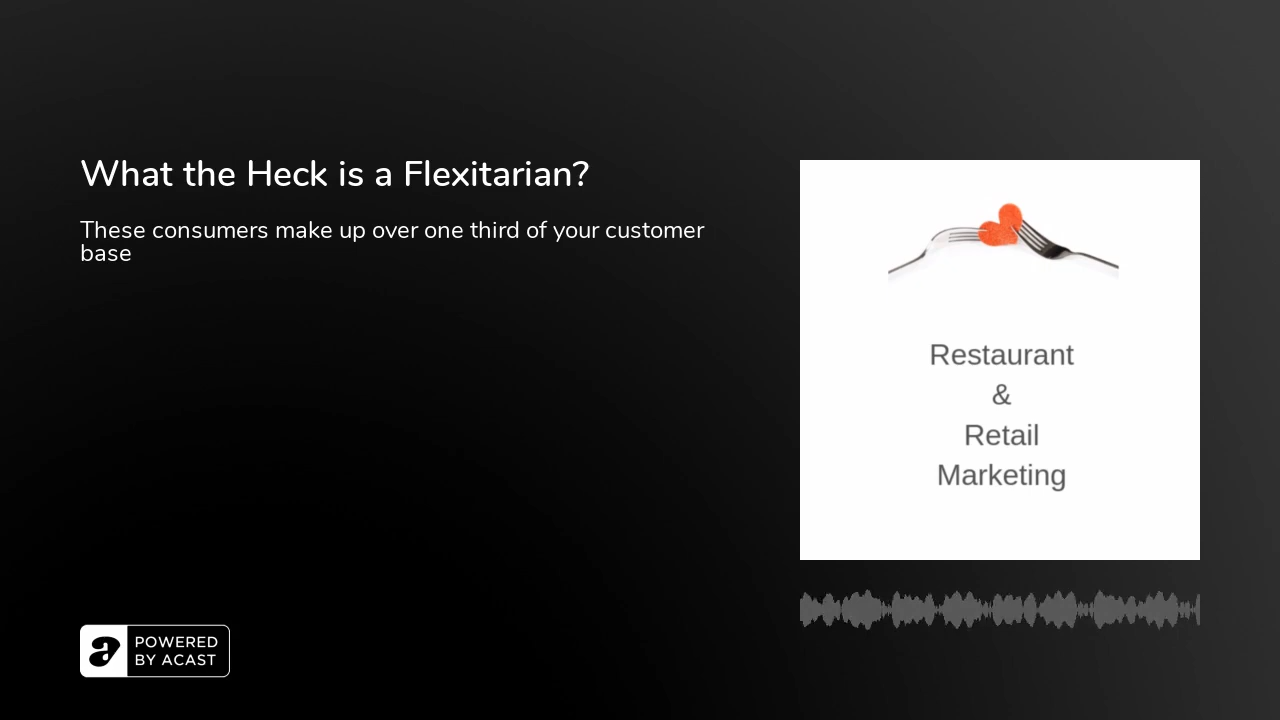 What the Heck is a Flexitarian?
These consumers make up over one third of your customer
base
Restaurant
&
Retail
Marketing
POWERED
BY ACAST